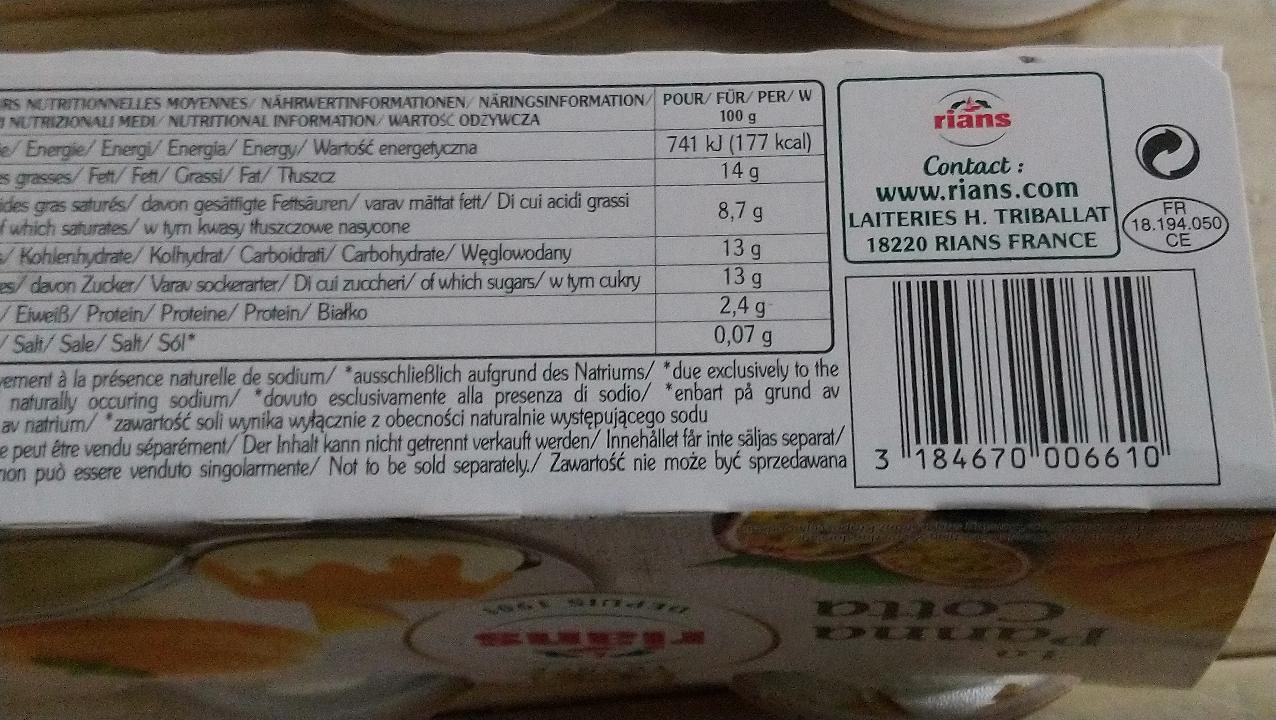 RS NUTRITIONNELLES MOYENNES/ NÄHRWERTINFORMATIONEN/ NÄRINGSINFORMATION/ POUR/ FÜR/ PER/ W
NUTRIZIONALI MEDI/ NUTRITIONAL INFORMATION/ WARTOŚĆ ODŻYWCZA 100 g
e/ Energie/ Energi/ Energia/ Energy/ Wartość energetyczna 741 kJ (177 kcal)
es grasses/ Fett/ Fett/ Grassi/ Fat/ Tłuszcz 14 g
ides gras saturés/ davon gesättigte Fettsäuren/ varav mättat fett/ Di cui acidi grassi
f which saturates/ w tym kwasy tłuszczowe nasycone 8,7 g
/ Kohlenhydrate/ Kolhydrat/ Carboidrati/ Carbohydrate/ Węglowodany 13 g
es/ davon Zucker/ Varav sockerarter/ Di cui zuccheri/ of which sugars/ w tym cukry 13 g
/ Eiweiß/ Protein/ Proteine/ Protein/ Białko 2,4 g
/ Salt/ Sale/ Salt/ Sól* 0,07 g
vement à la présence naturelle de sodium/ *ausschließlich aufgrund des Natriums/ *due exclusively to the
naturally occuring sodium/ *dovuto esclusivamente alla presenza di sodio/ *enbart på grund av
av natrium/ *zawartość soli wynika wyłącznie z obecności naturalnie występującego sodu
e peut être vendu séparément/ Der Inhalt kann nicht getrennt verkauft werden/ Innehållet får inte säljas separat/
non può essere venduto singolarmente/ Not to be sold separately./ Zawartość nie może być sprzedawana
rians
Contact :
www.rians.com
LAITERIES H. TRIBALLAT
18220 RIANS FRANCE
FR
18.194.050
CE
3 184670 006610
La
Panna
Cotta
rians
DEPUIS 1901